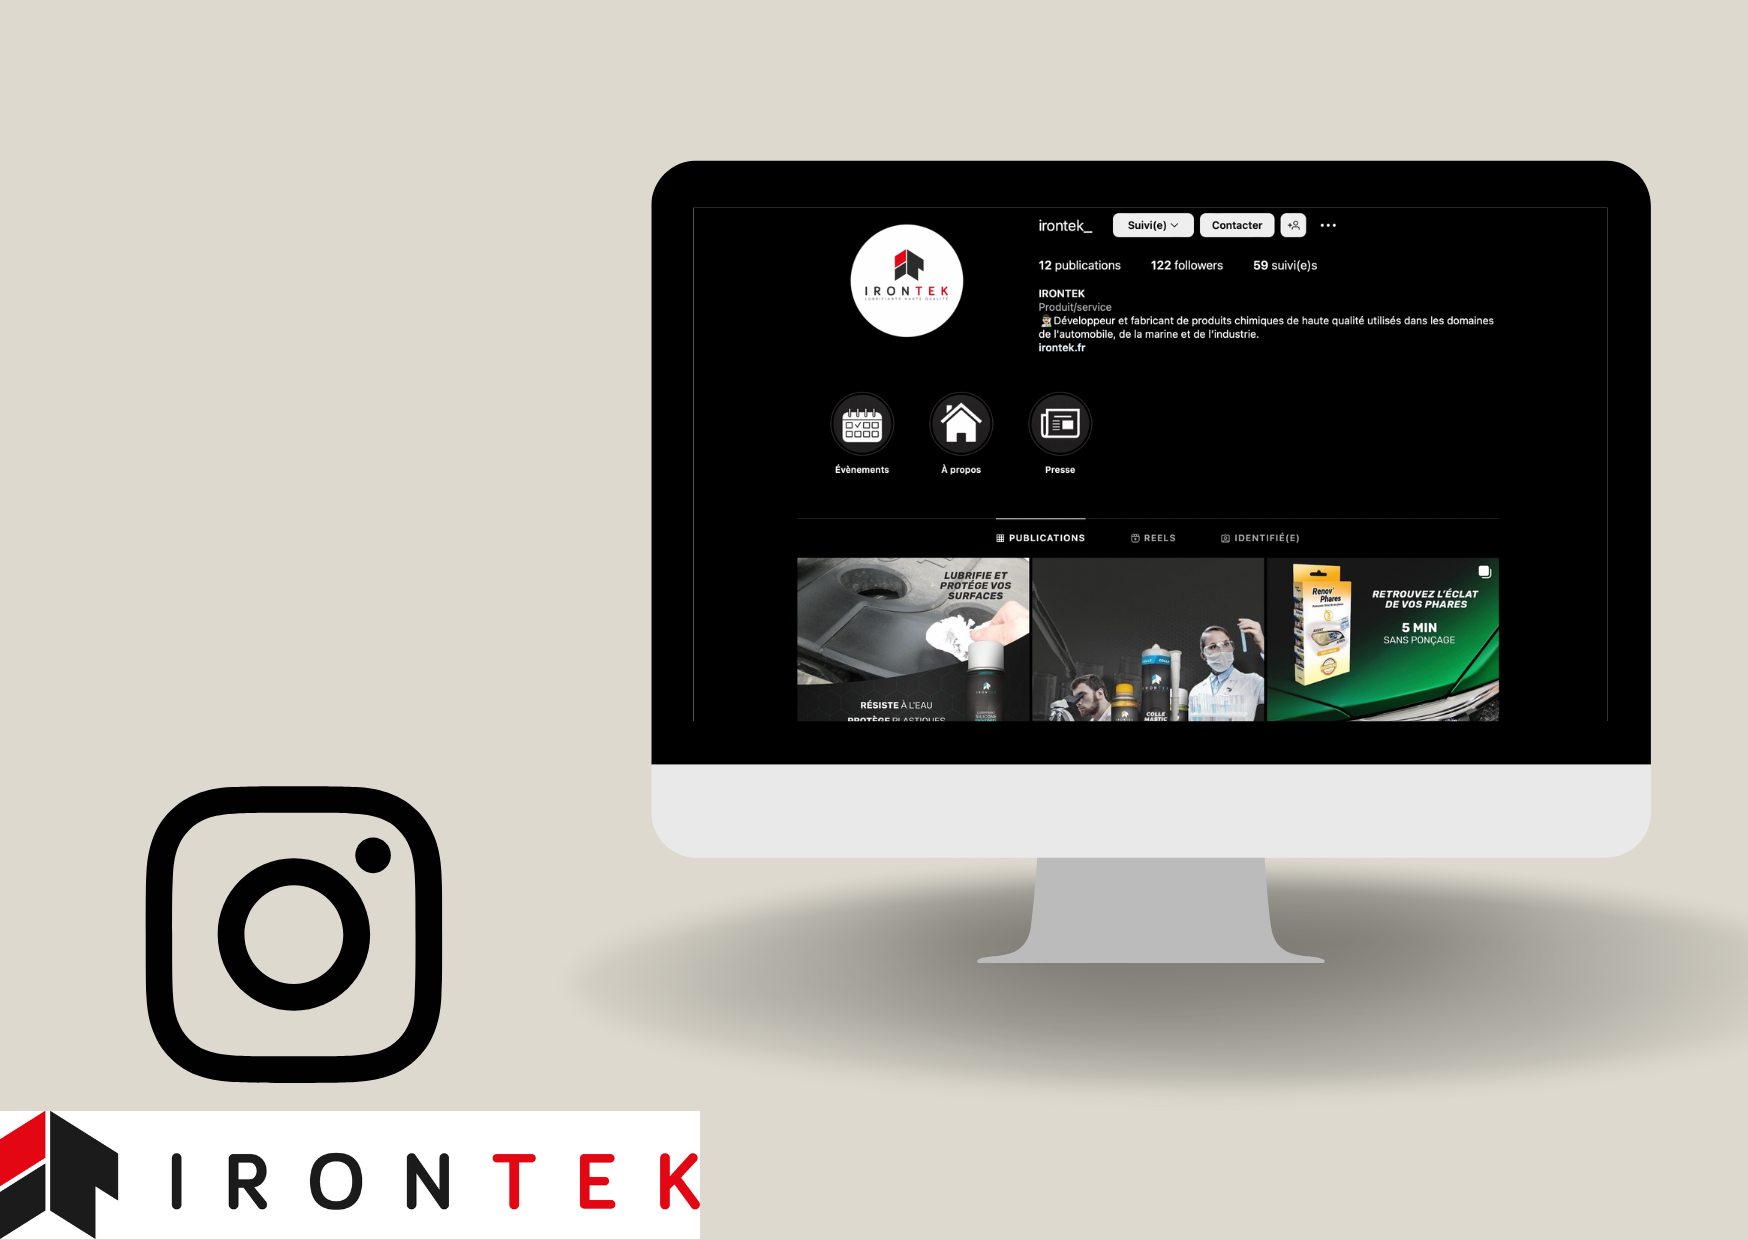 irontek_ Suivi(e) Contacter
12 publications 122 followers 59 suivi(e)s
IRONTEK
Produit/service
Développeur et fabricant de produits chimiques de haute qualité utilisés dans les domaines
de l'automobile, de la marine et de l'industrie.
irontek.fr
IRONTEK
LUBRIFIANTS HAUTE QUALITÉ
Évènements À propos Presse
PUBLICATIONS REELS IDENTIFIÉ(E)
LUBRIFIE ET
PROTÉGE VOS
SURFACES
IRONTEK
RÉSISTE À L'EAU
PROTÈGE PLASTIQUES
IRONTEK
COLLE
MASTIC
Renov'
Phares
RETROUVEZ L'ÉCLAT
DE VOS PHARES
5 MIN
SANS PONÇAGE
IRONTEK